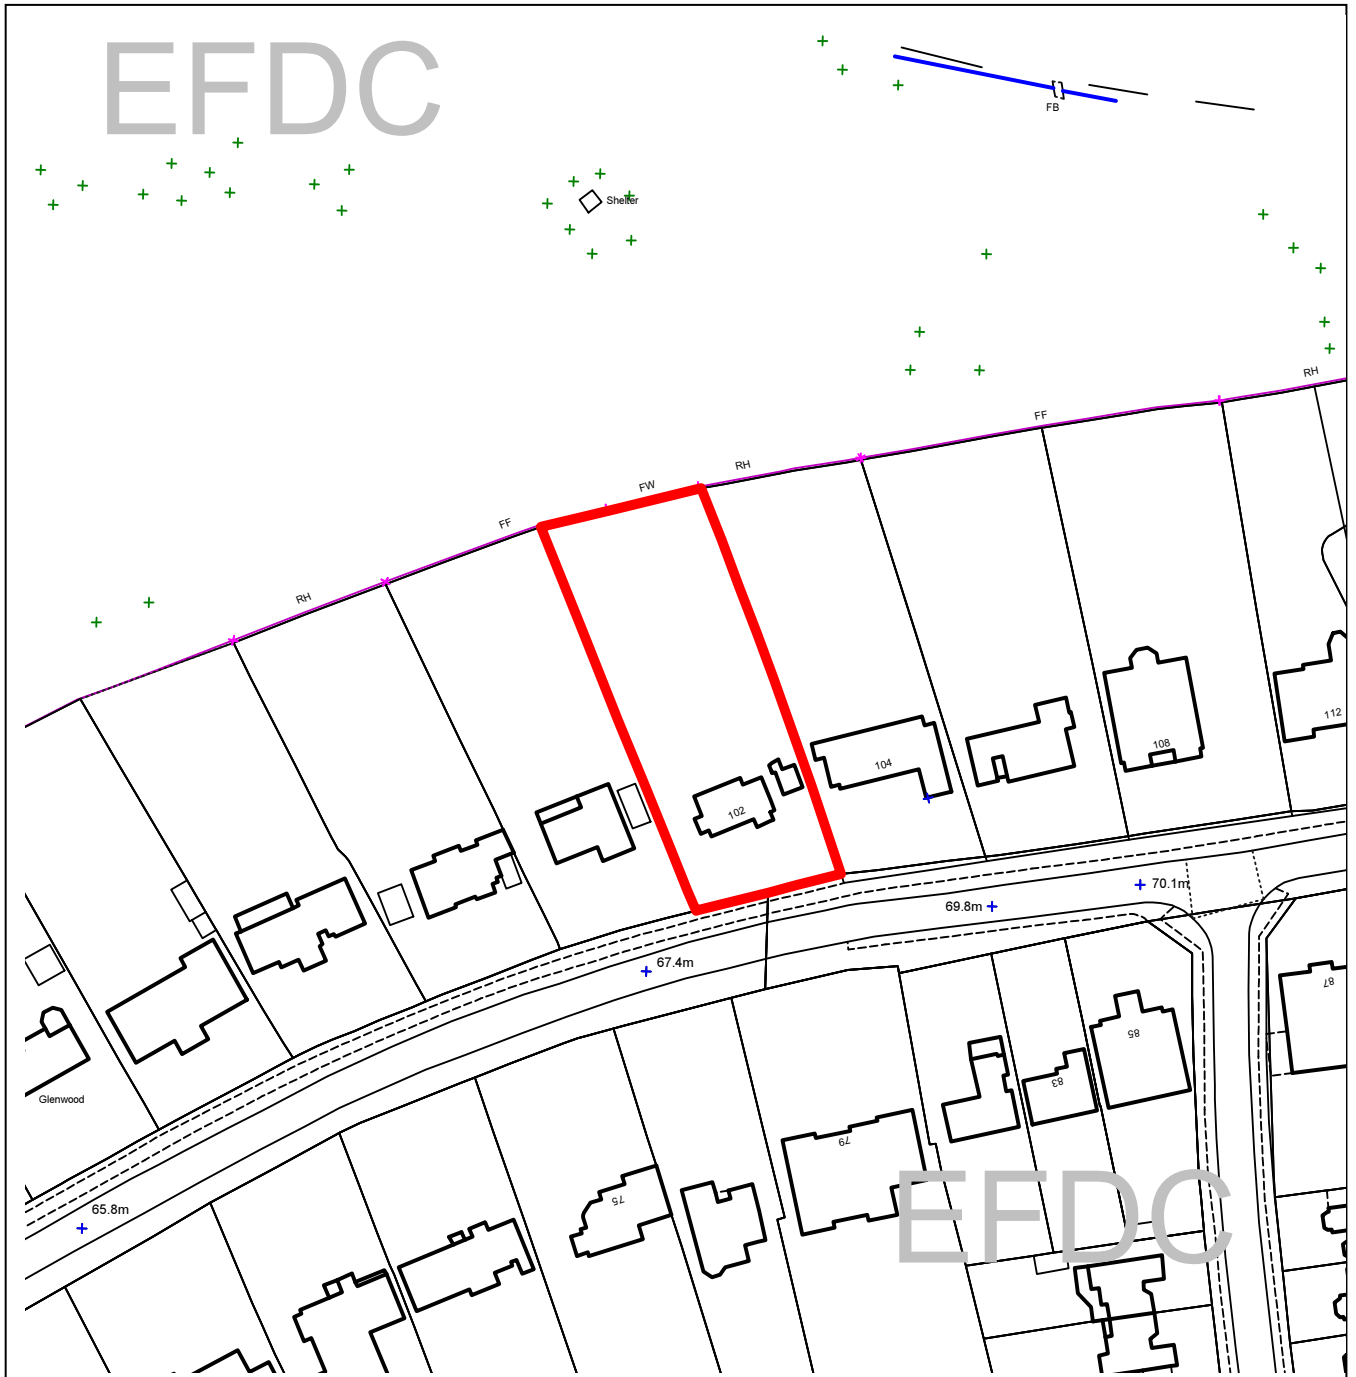 EFDC
FB
Shelter
RH
FF
RH
FW
FF
RH
112
108
104
102
70.1m
69.8m
67.4m
87
85
83
Glenwood
79
75
65.8m
EFDC